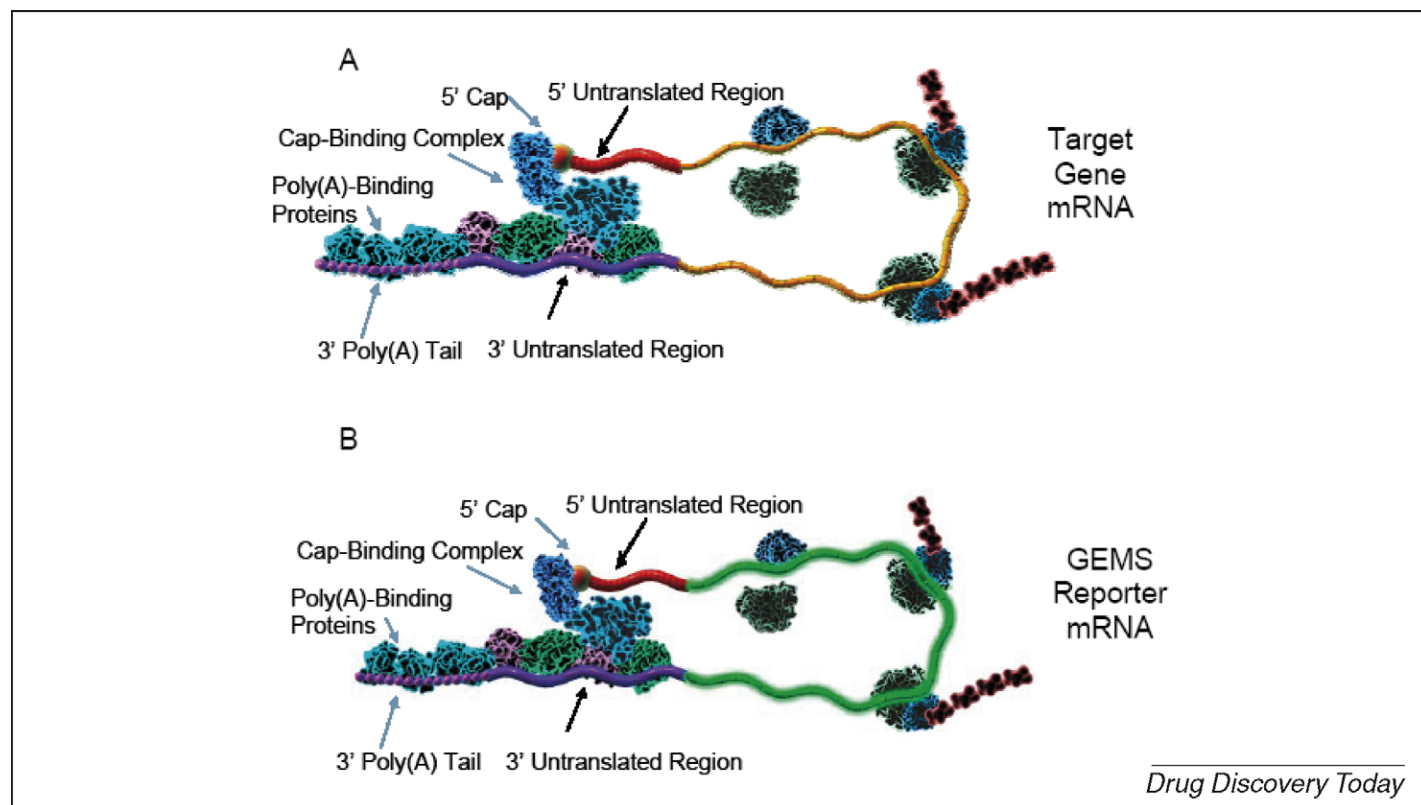 A
5' Cap
5' Untranslated Region
Cap-Binding Complex
Poly(A)-Binding
Proteins
Target
Gene
mRNA
3' Poly(A) Tail
3' Untranslated Region
B
5' Cap
5' Untranslated Region
Cap-Binding Complex
Poly(A)-Binding
Proteins
GEMS
Reporter
mRNA
3' Poly(A) Tail
3' Untranslated Region
Drug Discovery Today